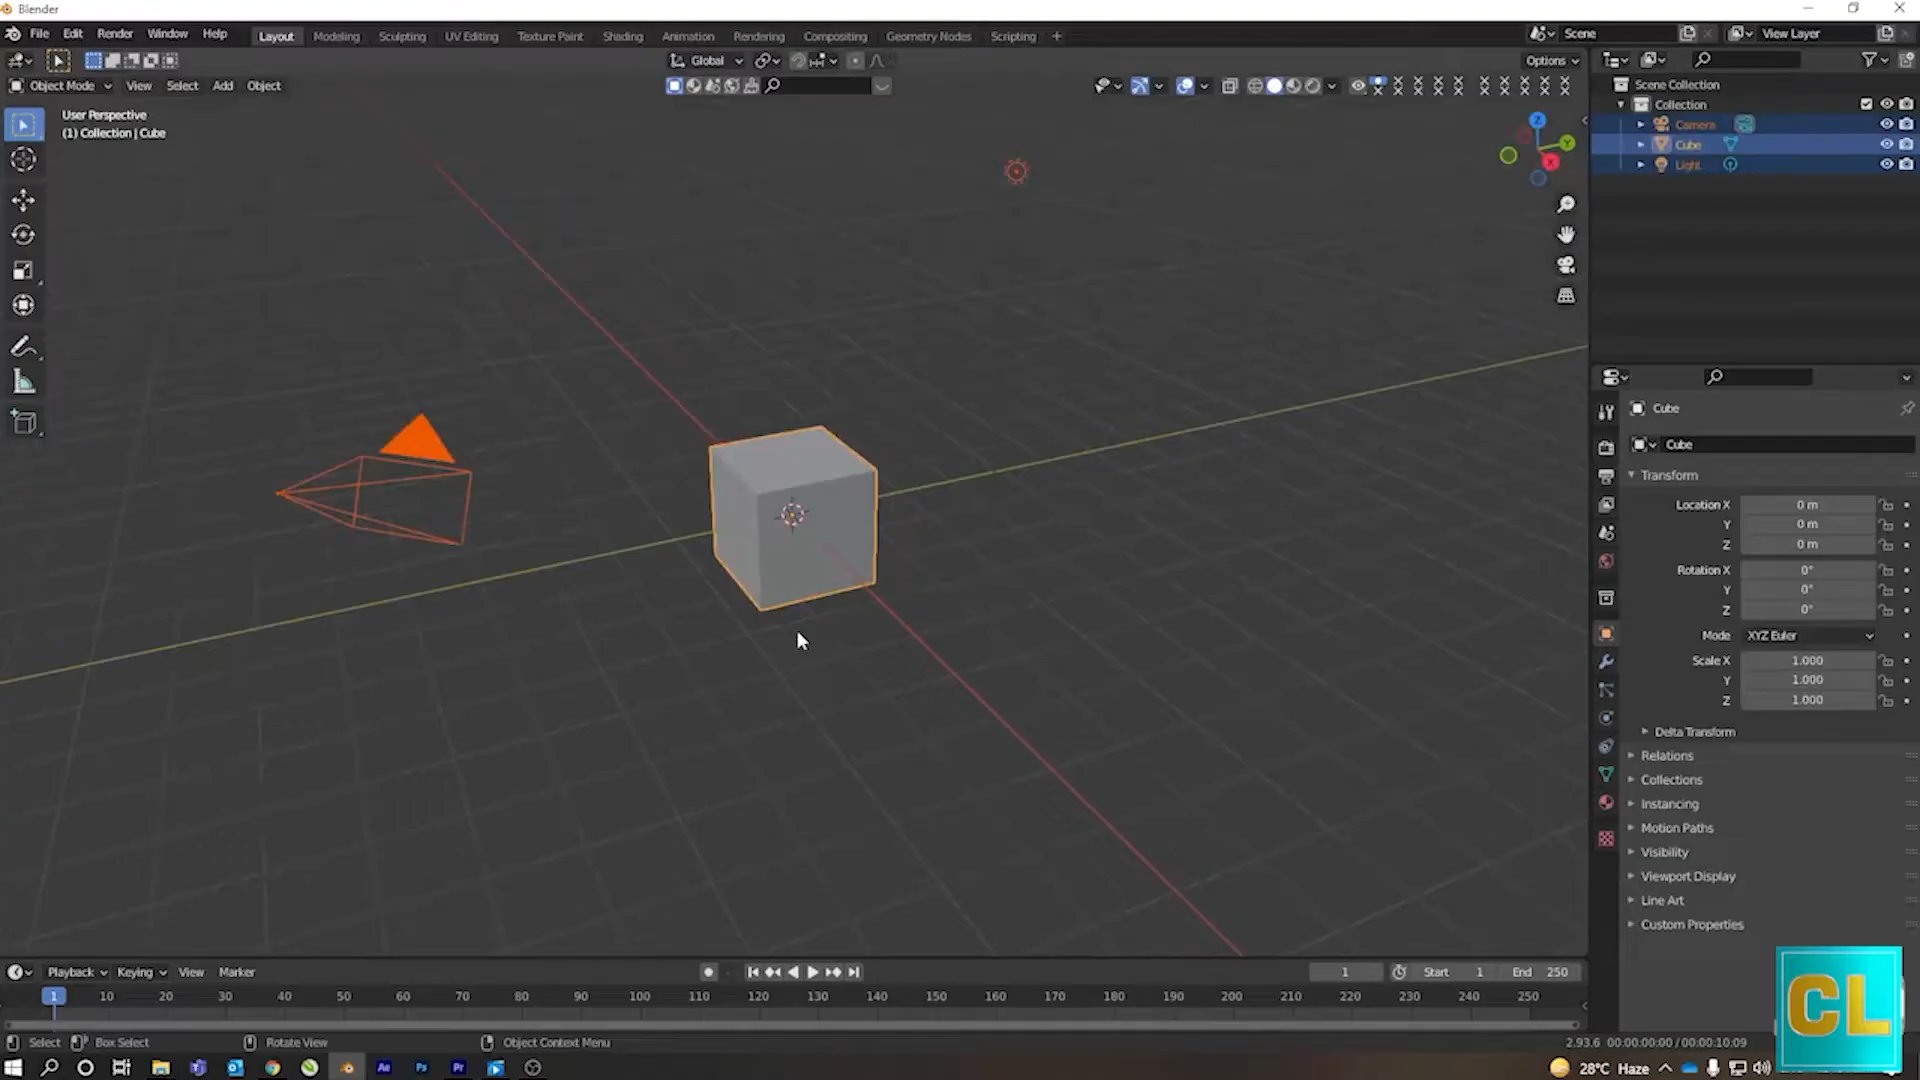 Blender
File Edit Render Window Help Layout Modeling Sculpting UV Editing Texture Paint Shading Animation Rendering Compositing Geometry Nodes Scripting + Scene View Layer
Global Options
Object Mode View Select Add Object
User Perspective
(1) Collection | Cube
Z
Y
X
Scene Collection
Collection
Camera
Cube
Light
Cube
Cube
Transform
Location X 0 m
Y 0 m
Z 0 m
Rotation X 0°
Y 0°
Z 0°
Mode XYZ Euler
Scale X 1.000
Y 1.000
Z 1.000
Delta Transform
Relations
Collections
Instancing
Motion Paths
Visibility
Viewport Display
Line Art
Custom Properties
Playback Keying View Marker 1 Start 1 End 250
1 10 20 30 40 50 60 70 80 90 100 110 120 130 140 150 160 170 180 190 200 210 220 230 240 250
Select Box Select Rotate View Object Context Menu 2.93.6 00:00:00:00 / 00:00:10:09
CL
Ae Ps Pr 28°C Haze